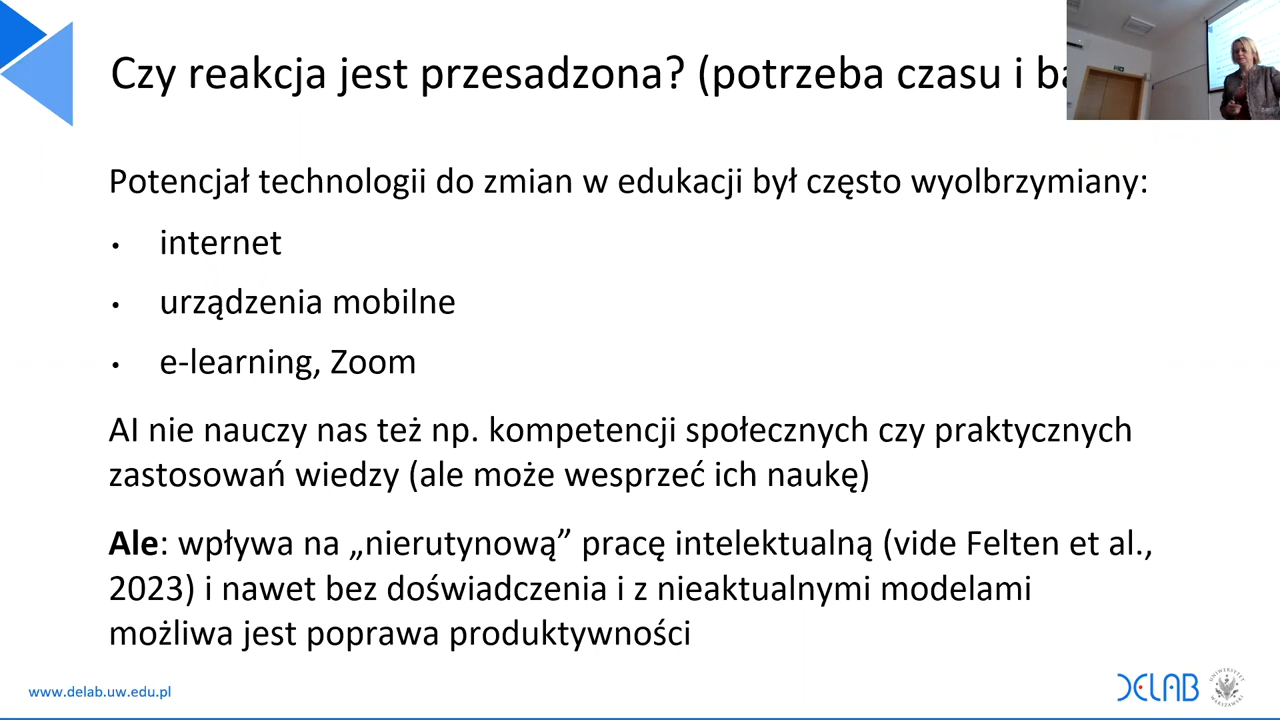 Czy reakcja jest przesadzona? (potrzeba czasu i
Potencjał technologii do zmian w edukacji był często wyolbrzymiany:
• internet
• urządzenia mobilne
• e-learning, Zoom
AI nie nauczy nas też np. kompetencji społecznych czy praktycznych
zastosowań wiedzy (ale może wesprzeć ich naukę)
Ale: wpływa na „nierutynową” pracę intelektualną (vide Felten et al.,
2023) i nawet bez doświadczenia i z nieaktualnymi modelami
możliwa jest poprawa produktywności
www.delab.uw.edu.pl
DELAB
UNIWERSYTET
WARSZAWSKI